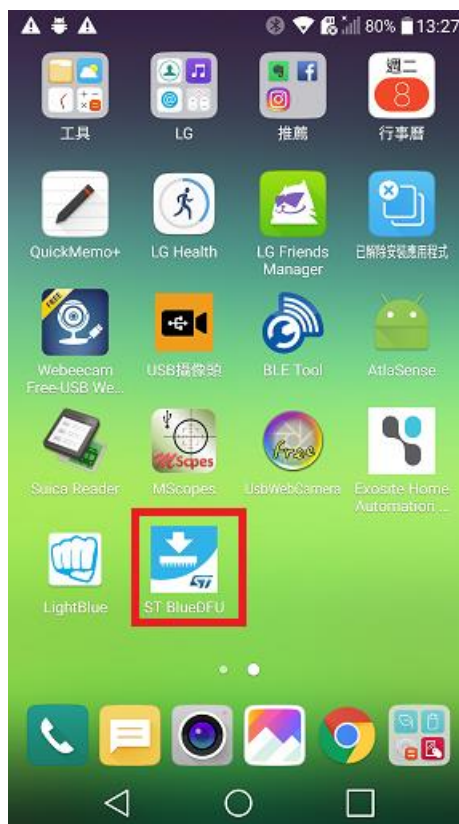 80% 13:27
週二
8
工具
LG
推薦
行事曆
QuickMemo+
LG Health
LG Friends
Manager
已解除安裝應用程式
FREE
Webeecam
Free-USB We...
USB攝像頭
BLE Tool
AtlaSense
MScopes
free
Suica Reader
MScopes
UsbWebCamera
Exosite Home
Automation ...
ST
LightBlue
ST BlueDFU